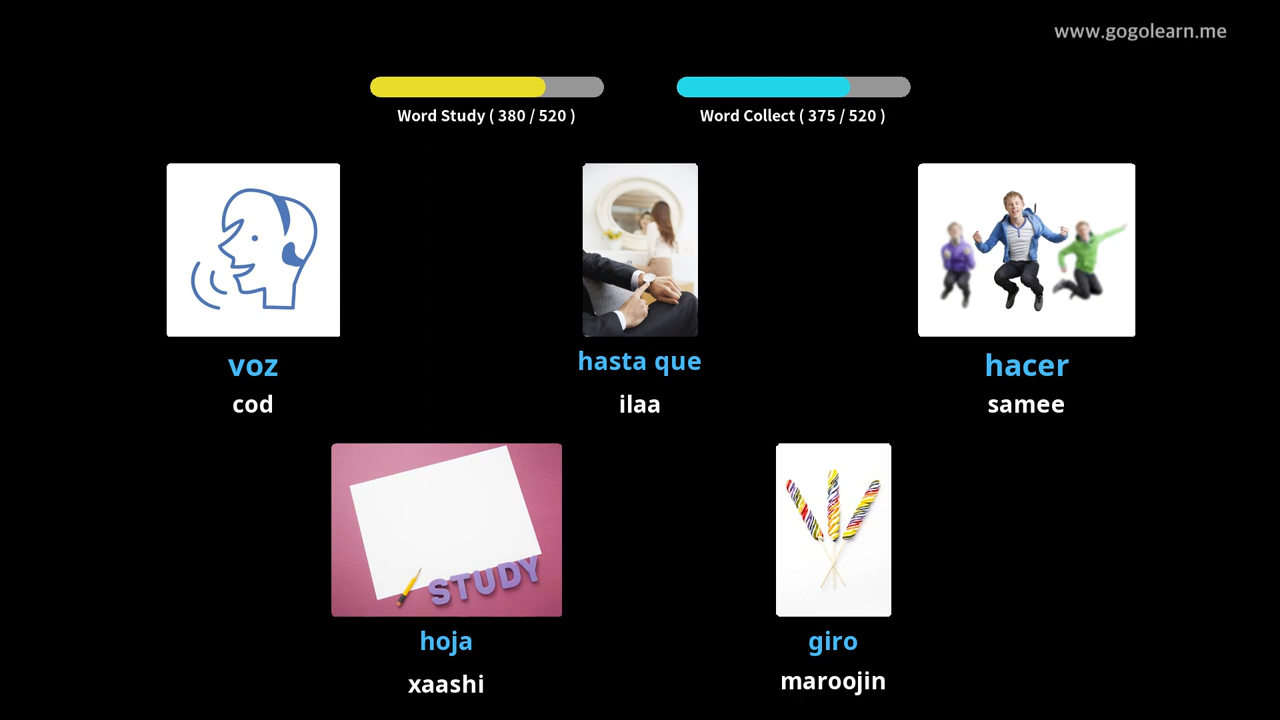 www.gogolearn.me
Word Study ( 380 / 520 )
Word Collect ( 375 / 520 )
voz
cod
hasta que
ilaa
hacer
samee
STUDY
hoja
xaashi
giro
maroojin